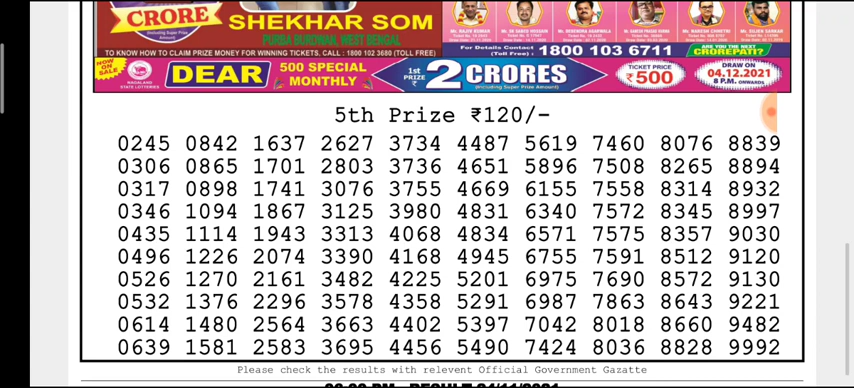 CRORE
(Including Super Prize Amount)
SHEKHAR SOM
PURBA BURDWAN, WEST BENGAL
TO KNOW HOW TO CLAIM PRIZE MONEY FOR WINNING TICKETS, CALL : 1800 102 3680 (TOLL FREE)
For Details Contact (Toll Free) : 1800 103 6711
ARE YOU THE NEXT CROREPATI?
NOW ON SALE
NAGALAND STATE LOTTERIES
DEAR
500 SPECIAL MONTHLY
1st PRIZE ₹ 2 CRORES
(Including Super Prize Amount)
TICKET PRICE ₹500
DRAW ON 04.12.2021 8 P.M. ONWARDS
5th Prize ₹120/-
0245 0842 1637 2627 3734 4487 5619 7460 8076 8839
0306 0865 1701 2803 3736 4651 5896 7508 8265 8894
0317 0898 1741 3076 3755 4669 6155 7558 8314 8932
0346 1094 1867 3125 3980 4831 6340 7572 8345 8997
0435 1114 1943 3313 4068 4834 6571 7575 8357 9030
0496 1226 2074 3390 4168 4945 6755 7591 8512 9120
0526 1270 2161 3482 4225 5201 6975 7690 8572 9130
0532 1376 2296 3578 4358 5291 6987 7863 8643 9221
0614 1480 2564 3663 4402 5397 7042 8018 8660 9482
0639 1581 2583 3695 4456 5490 7424 8036 8828 9992
Please check the results with relevent Official Government Gazatte